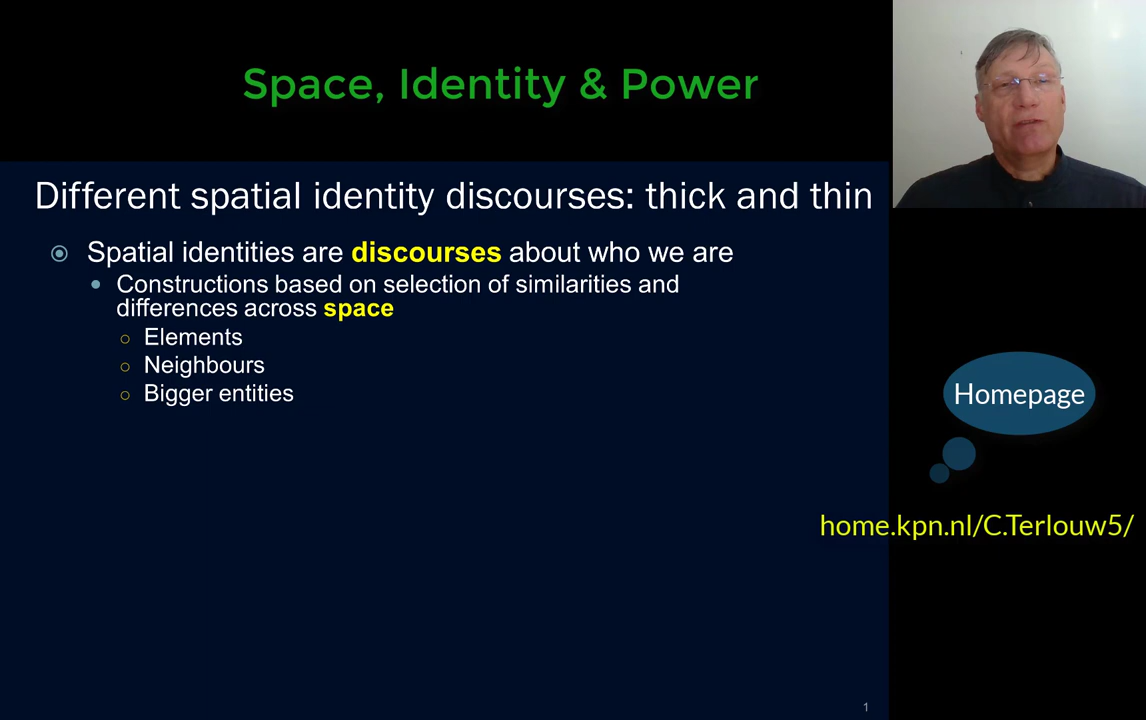 Space, Identity & Power
Different spatial identity discourses: thick and thin
Spatial identities are discourses about who we are
Constructions based on selection of similarities and
differences across space
Elements
Neighbours
Bigger entities
Homepage
home.kpn.nl/C.Terlouw5/
1